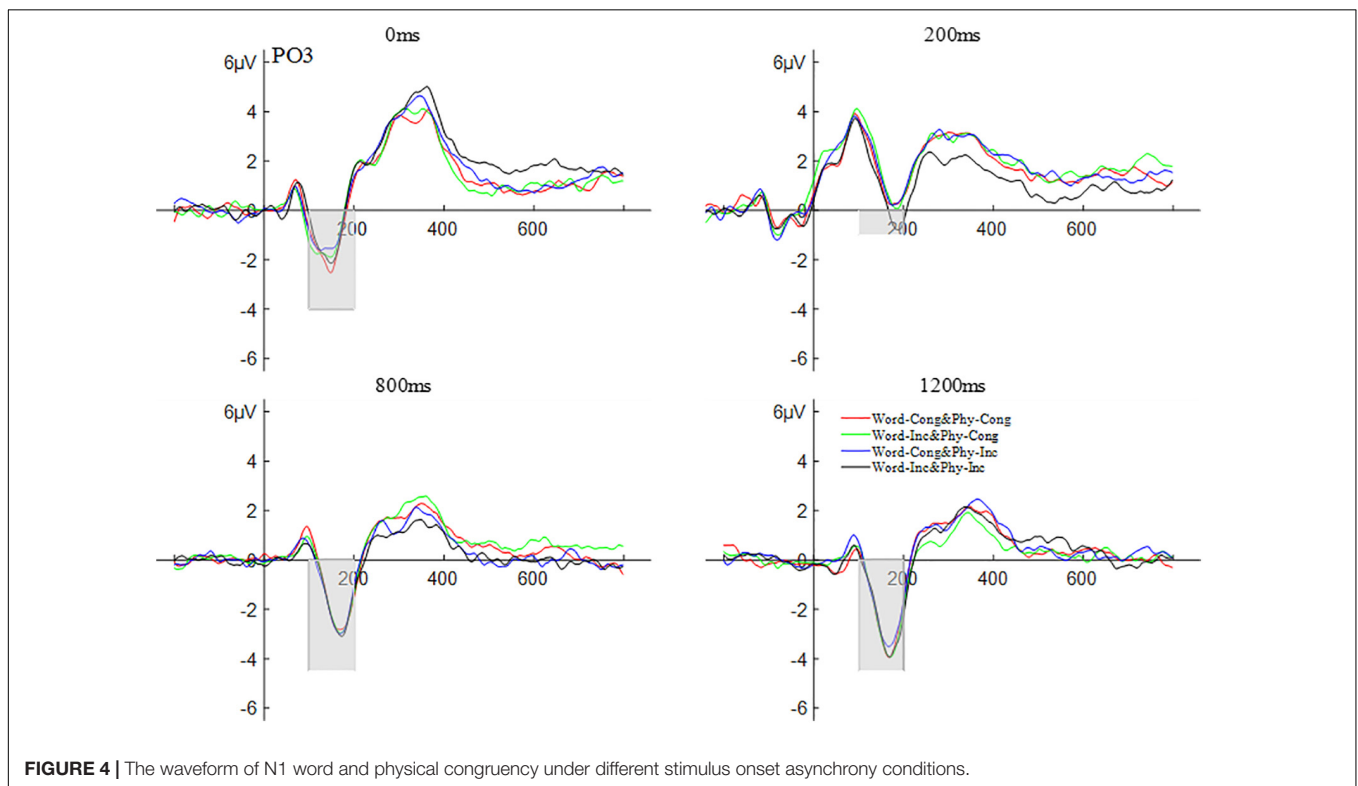 0ms
PO3
6µV
4
2
0
-2
-4
-6
200
400
600
200ms
6µV
4
2
0
-2
-4
-6
200
400
600
800ms
6µV
4
2
0
-2
-4
-6
200
400
600
1200ms
6µV
4
2
0
-2
-4
-6
200
400
600
Word-Cong&Phy-Cong
Word-Inc&Phy-Cong
Word-Cong&Phy-Inc
Word-Inc&Phy-Inc
FIGURE 4 | The waveform of N1 word and physical congruency under different stimulus onset asynchrony conditions.